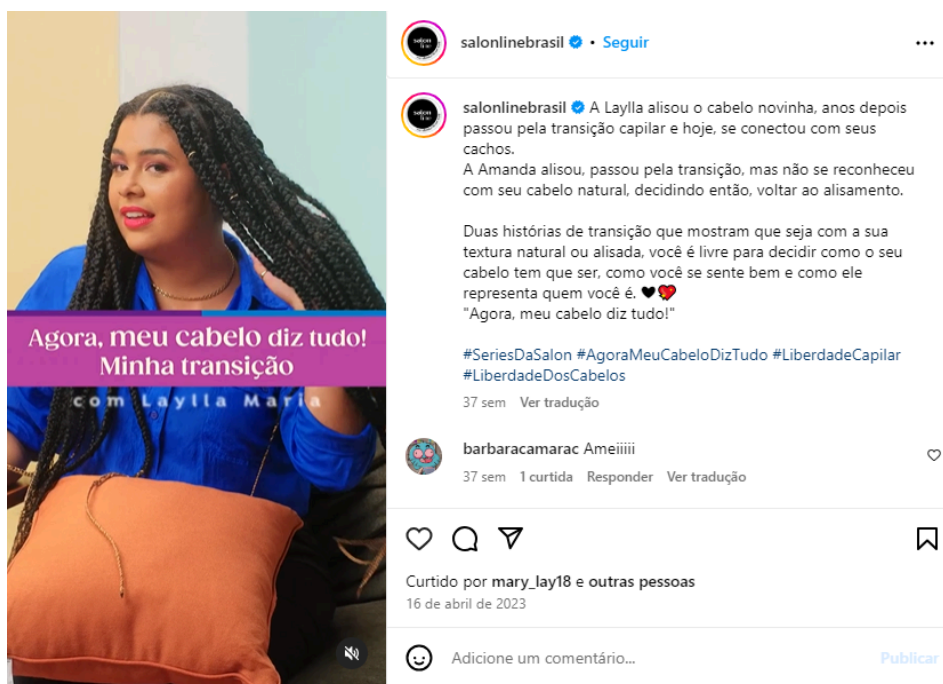 Agora, meu cabelo diz tudo!
Minha transição
com Laylla Maria
salon
line
salonlinebrasil • Seguir
salon
line
salonlinebrasil A Laylla alisou o cabelo novinha, anos depois
passou pela transição capilar e hoje, se conectou com seus
cachos.
A Amanda alisou, passou pela transição, mas não se reconheceu
com seu cabelo natural, decidindo então, voltar ao alisamento.
Duas histórias de transição que mostram que seja com a sua
textura natural ou alisada, você é livre para decidir como o seu
cabelo tem que ser, como você se sente bem e como ele
representa quem você é. 🖤💖
"Agora, meu cabelo diz tudo!"
#SeriesDaSalon #AgoraMeuCabeloDizTudo #LiberdadeCapilar
#LiberdadeDosCabelos
37 sem Ver tradução
barbaracamarac Ameiiiii
37 sem 1 curtida Responder Ver tradução
Curtido por mary_lay18 e outras pessoas
16 de abril de 2023
Adicione um comentário... Publicar